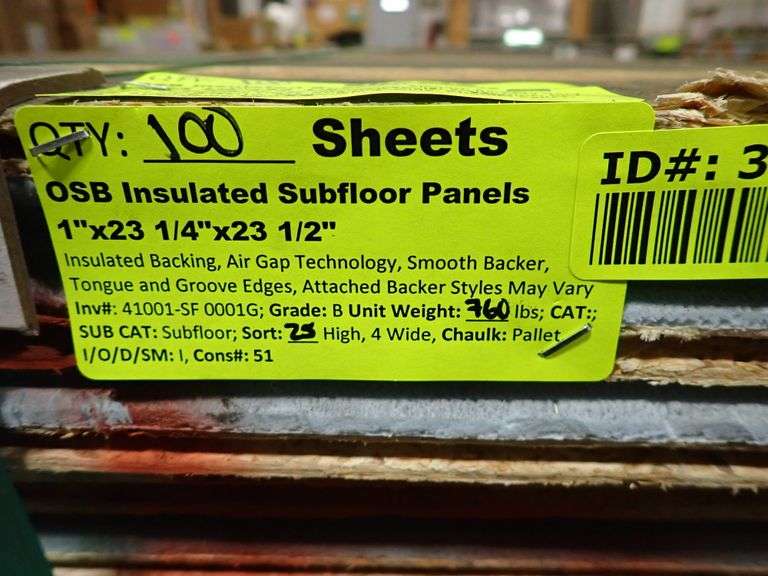 QTY: 100 Sheets
OSB Insulated Subfloor Panels
1"x23 1/4"x23 1/2"
Insulated Backing, Air Gap Technology, Smooth Backer,
Tongue and Groove Edges, Attached Backer Styles May Vary
Inv#: 41001-SF 0001G; Grade: B Unit Weight: 760 lbs; CAT:;
SUB CAT: Subfloor; Sort: 25 High, 4 Wide, Chaulk: Pallet
I/O/D/SM: I, Cons#: 51
ID#: 3